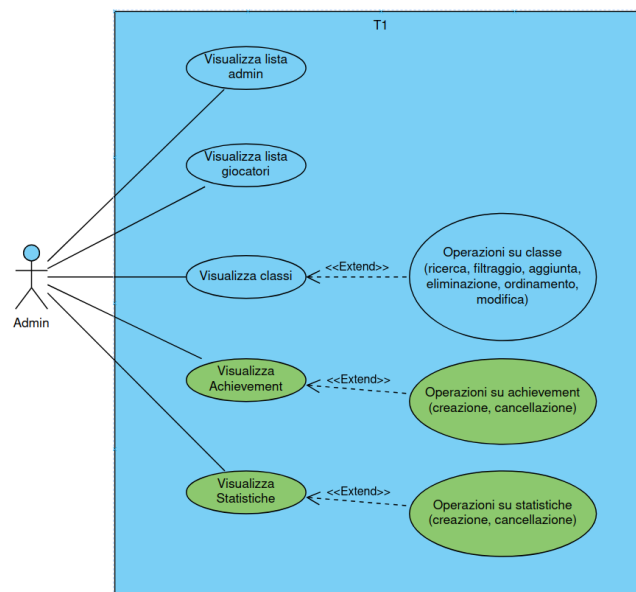 T1
Visualizza lista
admin
Visualizza lista
giocatori
Admin
Visualizza classi
<<Extend>>
Operazioni su classe
(ricerca, filtraggio, aggiunta,
eliminazione, ordinamento,
modifica)
Visualizza
Achievement
<<Extend>>
Operazioni su achievement
(creazione, cancellazione)
Visualizza
Statistiche
<<Extend>>
Operazioni su statistiche
(creazione, cancellazione)